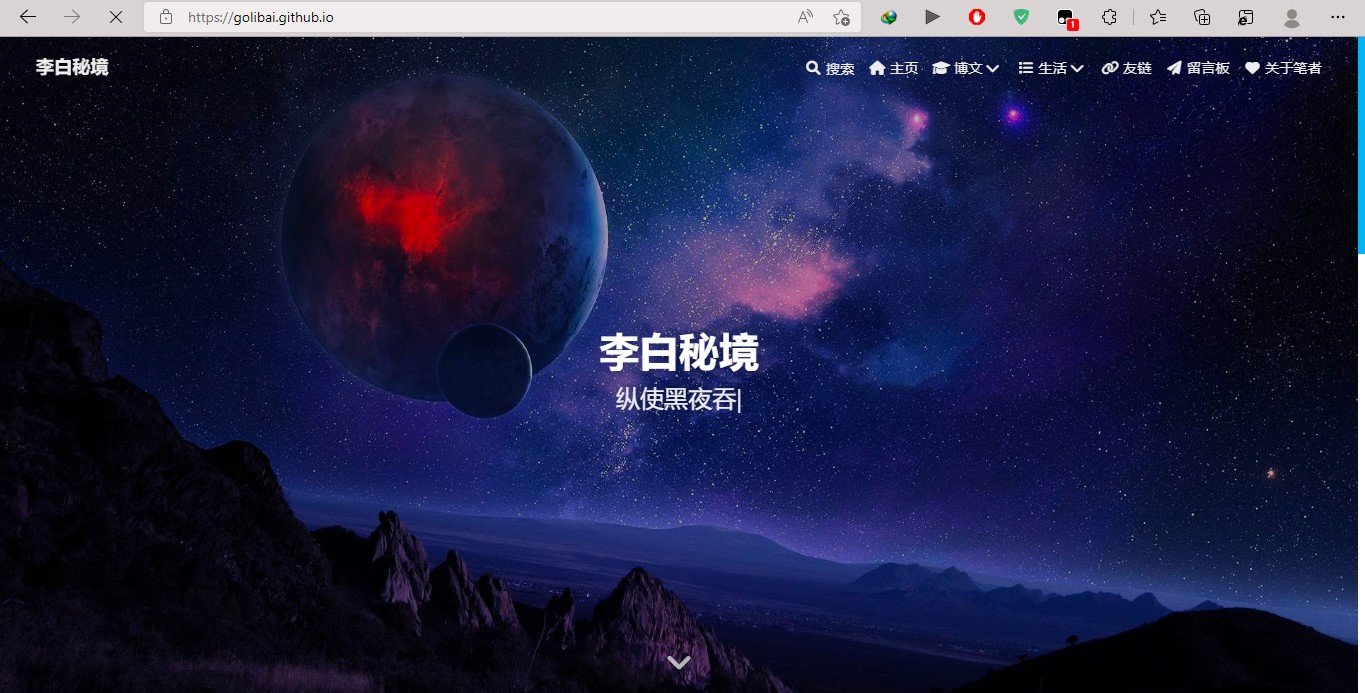 https://golibai.github.io
1
李白秘境
搜索 主页 博文 生活 友链 留言板 关于笔者
李白秘境
纵使黑夜吞|